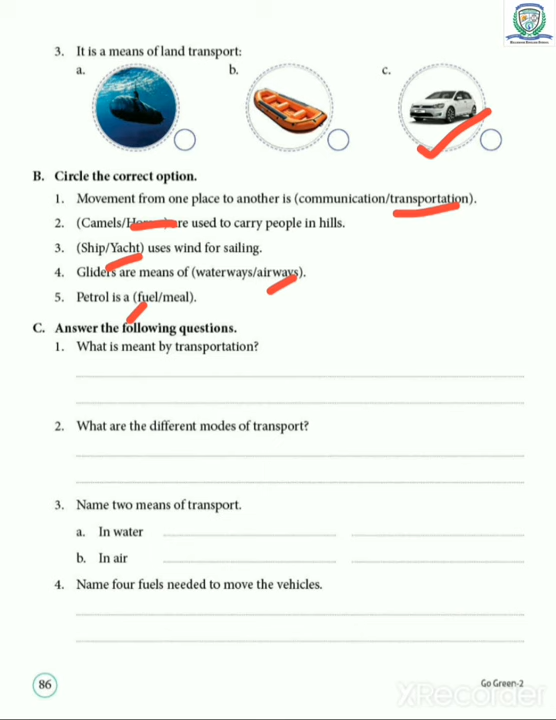 3. It is a means of land transport:
a. b. c.
B. Circle the correct option.
1. Movement from one place to another is (communication/transportation).
2. (Camels/ are used to carry people in hills.
3. (Ship/Yacht) uses wind for sailing.
4. Gliders are means of (waterways/airways).
5. Petrol is a (fuel/meal).
C. Answer the following questions.
1. What is meant by transportation?
2. What are the different modes of transport?
3. Name two means of transport.
a. In water
b. In air
4. Name four fuels needed to move the vehicles.
86
Go Green-2
XRecorder